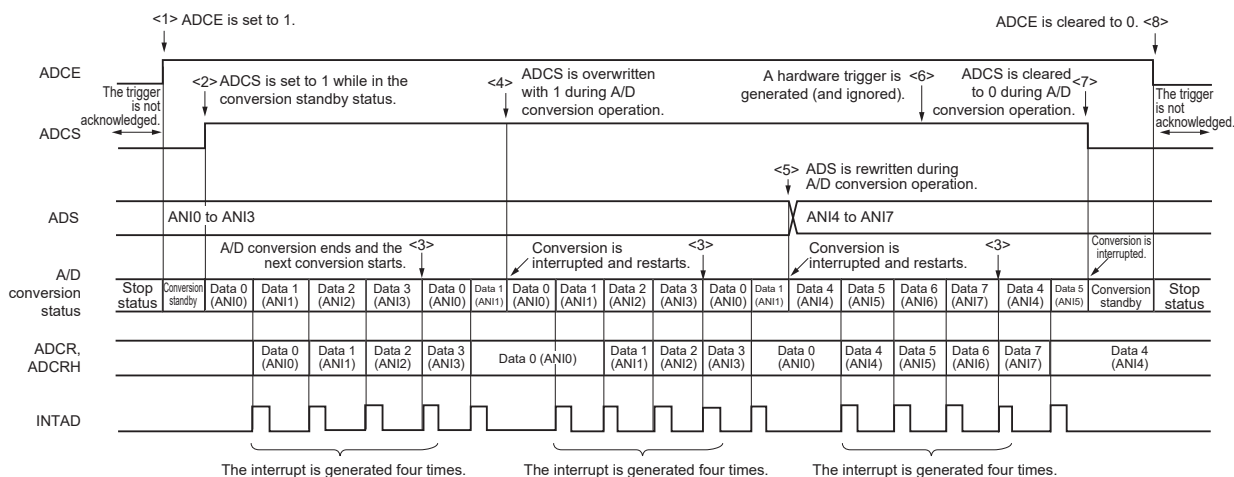 <1> ADCE is set to 1.
ADCE is cleared to 0. <8>
ADCE
The trigger
is not
acknowledged.
<2> ADCS is set to 1 while in the
conversion standby status.
<4> ADCS is overwritten
with 1 during A/D
conversion operation.
A hardware trigger is <6>
generated (and ignored).
ADCS is cleared <7>
to 0 during A/D
conversion operation.
The trigger
is not
acknowledged.
ADCS
<5> ADS is rewritten during
A/D conversion operation.
ADS
ANI0 to ANI3
ANI4 to ANI7
A/D conversion ends and the <3>
next conversion starts.
Conversion is <3>
interrupted and restarts.
Conversion is <3>
interrupted and restarts.
Conversion is
interrupted.
A/D
conversion
status
Stop
status
Conversion
standby
Data 0
(ANI0)
Data 1
(ANI1)
Data 2
(ANI2)
Data 3
(ANI3)
Data 0
(ANI0)
Data 1
(ANI1)
Data 0
(ANI0)
Data 1
(ANI1)
Data 2
(ANI2)
Data 3
(ANI3)
Data 0
(ANI0)
Data 1
(ANI1)
Data 4
(ANI4)
Data 5
(ANI5)
Data 6
(ANI6)
Data 7
(ANI7)
Data 4
(ANI4)
Data 5
(ANI5)
Conversion
standby
Stop
status
ADCR,
ADCRH
Data 0
(ANI0)
Data 1
(ANI1)
Data 2
(ANI2)
Data 3
(ANI3)
Data 0 (ANI0)
Data 1
(ANI1)
Data 2
(ANI2)
Data 3
(ANI3)
Data 0
(ANI0)
Data 4
(ANI4)
Data 5
(ANI5)
Data 6
(ANI6)
Data 7
(ANI7)
Data 4
(ANI4)
INTAD
The interrupt is generated four times.
The interrupt is generated four times.
The interrupt is generated four times.